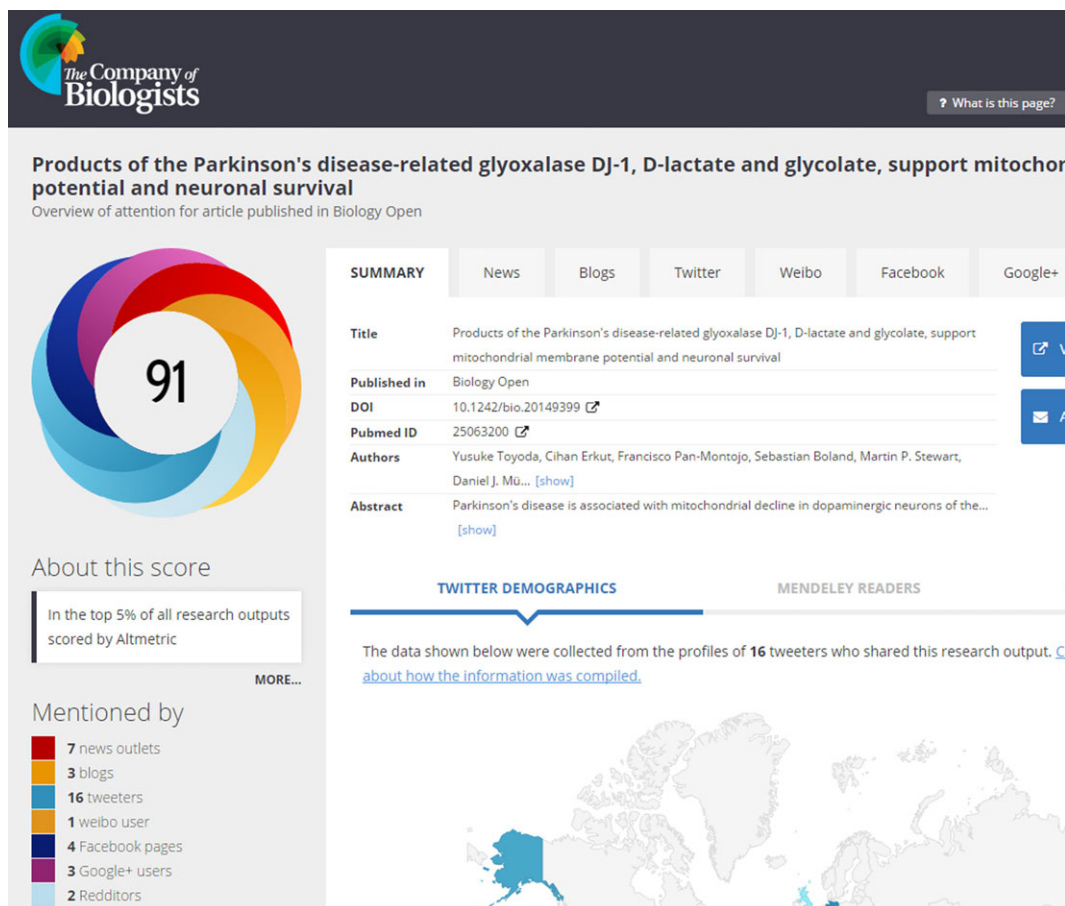 The Company of
Biologists
? What is this page?
Products of the Parkinson's disease-related glyoxalase DJ-1, D-lactate and glycolate, support mitochon
potential and neuronal survival
Overview of attention for article published in Biology Open
91
SUMMARY News Blogs Twitter Weibo Facebook Google+
Title Products of the Parkinson's disease-related glyoxalase DJ-1, D-lactate and glycolate, support
mitochondrial membrane potential and neuronal survival
Published in Biology Open
DOI 10.1242/bio.20149399
Pubmed ID 25063200
Authors Yusuke Toyoda, Cihan Erkut, Francisco Pan-Montojo, Sebastian Boland, Martin P. Stewart,
Daniel J. Mü... [show]
Abstract Parkinson's disease is associated with mitochondrial decline in dopaminergic neurons of the...
[show]
About this score
In the top 5% of all research outputs
scored by Altmetric
MORE...
TWITTER DEMOGRAPHICS MENDELEY READERS
The data shown below were collected from the profiles of 16 tweeters who shared this research output. C
about how the information was compiled.
Mentioned by
7 news outlets
3 blogs
16 tweeters
1 weibo user
4 Facebook pages
3 Google+ users
2 Redditors